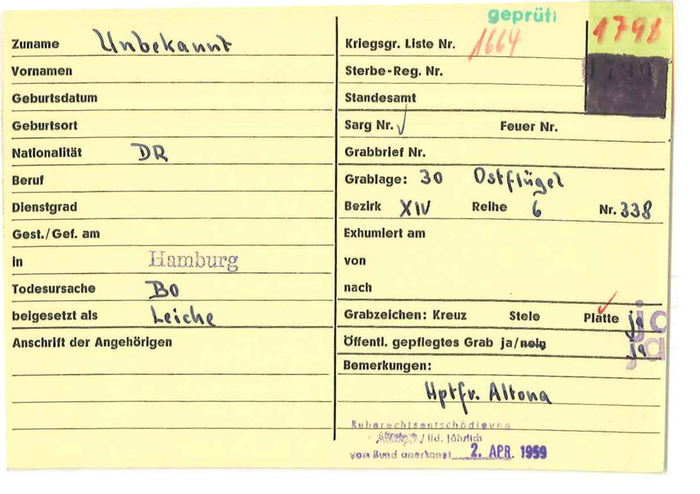 geprüft
1798
Zuname Unbekannt
Vornamen
Geburtsdatum
Geburtsort
Nationalität DR
Beruf
Dienstgrad
Gest./Gef. am
in Hamburg
Todesursache BO
beigesetzt als Leiche
Anschrift der Angehörigen
Kriegsgr. Liste Nr. 1664
Sterbe-Reg. Nr.
Standesamt
Sarg Nr. √ Feuer Nr.
Grabbrief Nr.
Grablage: 30 Ostflügel
Bezirk XIV Reihe 6 Nr. 338
Exhumiert am
von
nach
Grabzeichen: Kreuz Stele Platte ja
Öffentl. gepflegtes Grab ja/nein ja
Bemerkungen:
Hptfr. Altona
Ruherechtsentschädigung
/ lfd. jährlich
vom Bund anerkannt 2. APR. 1959